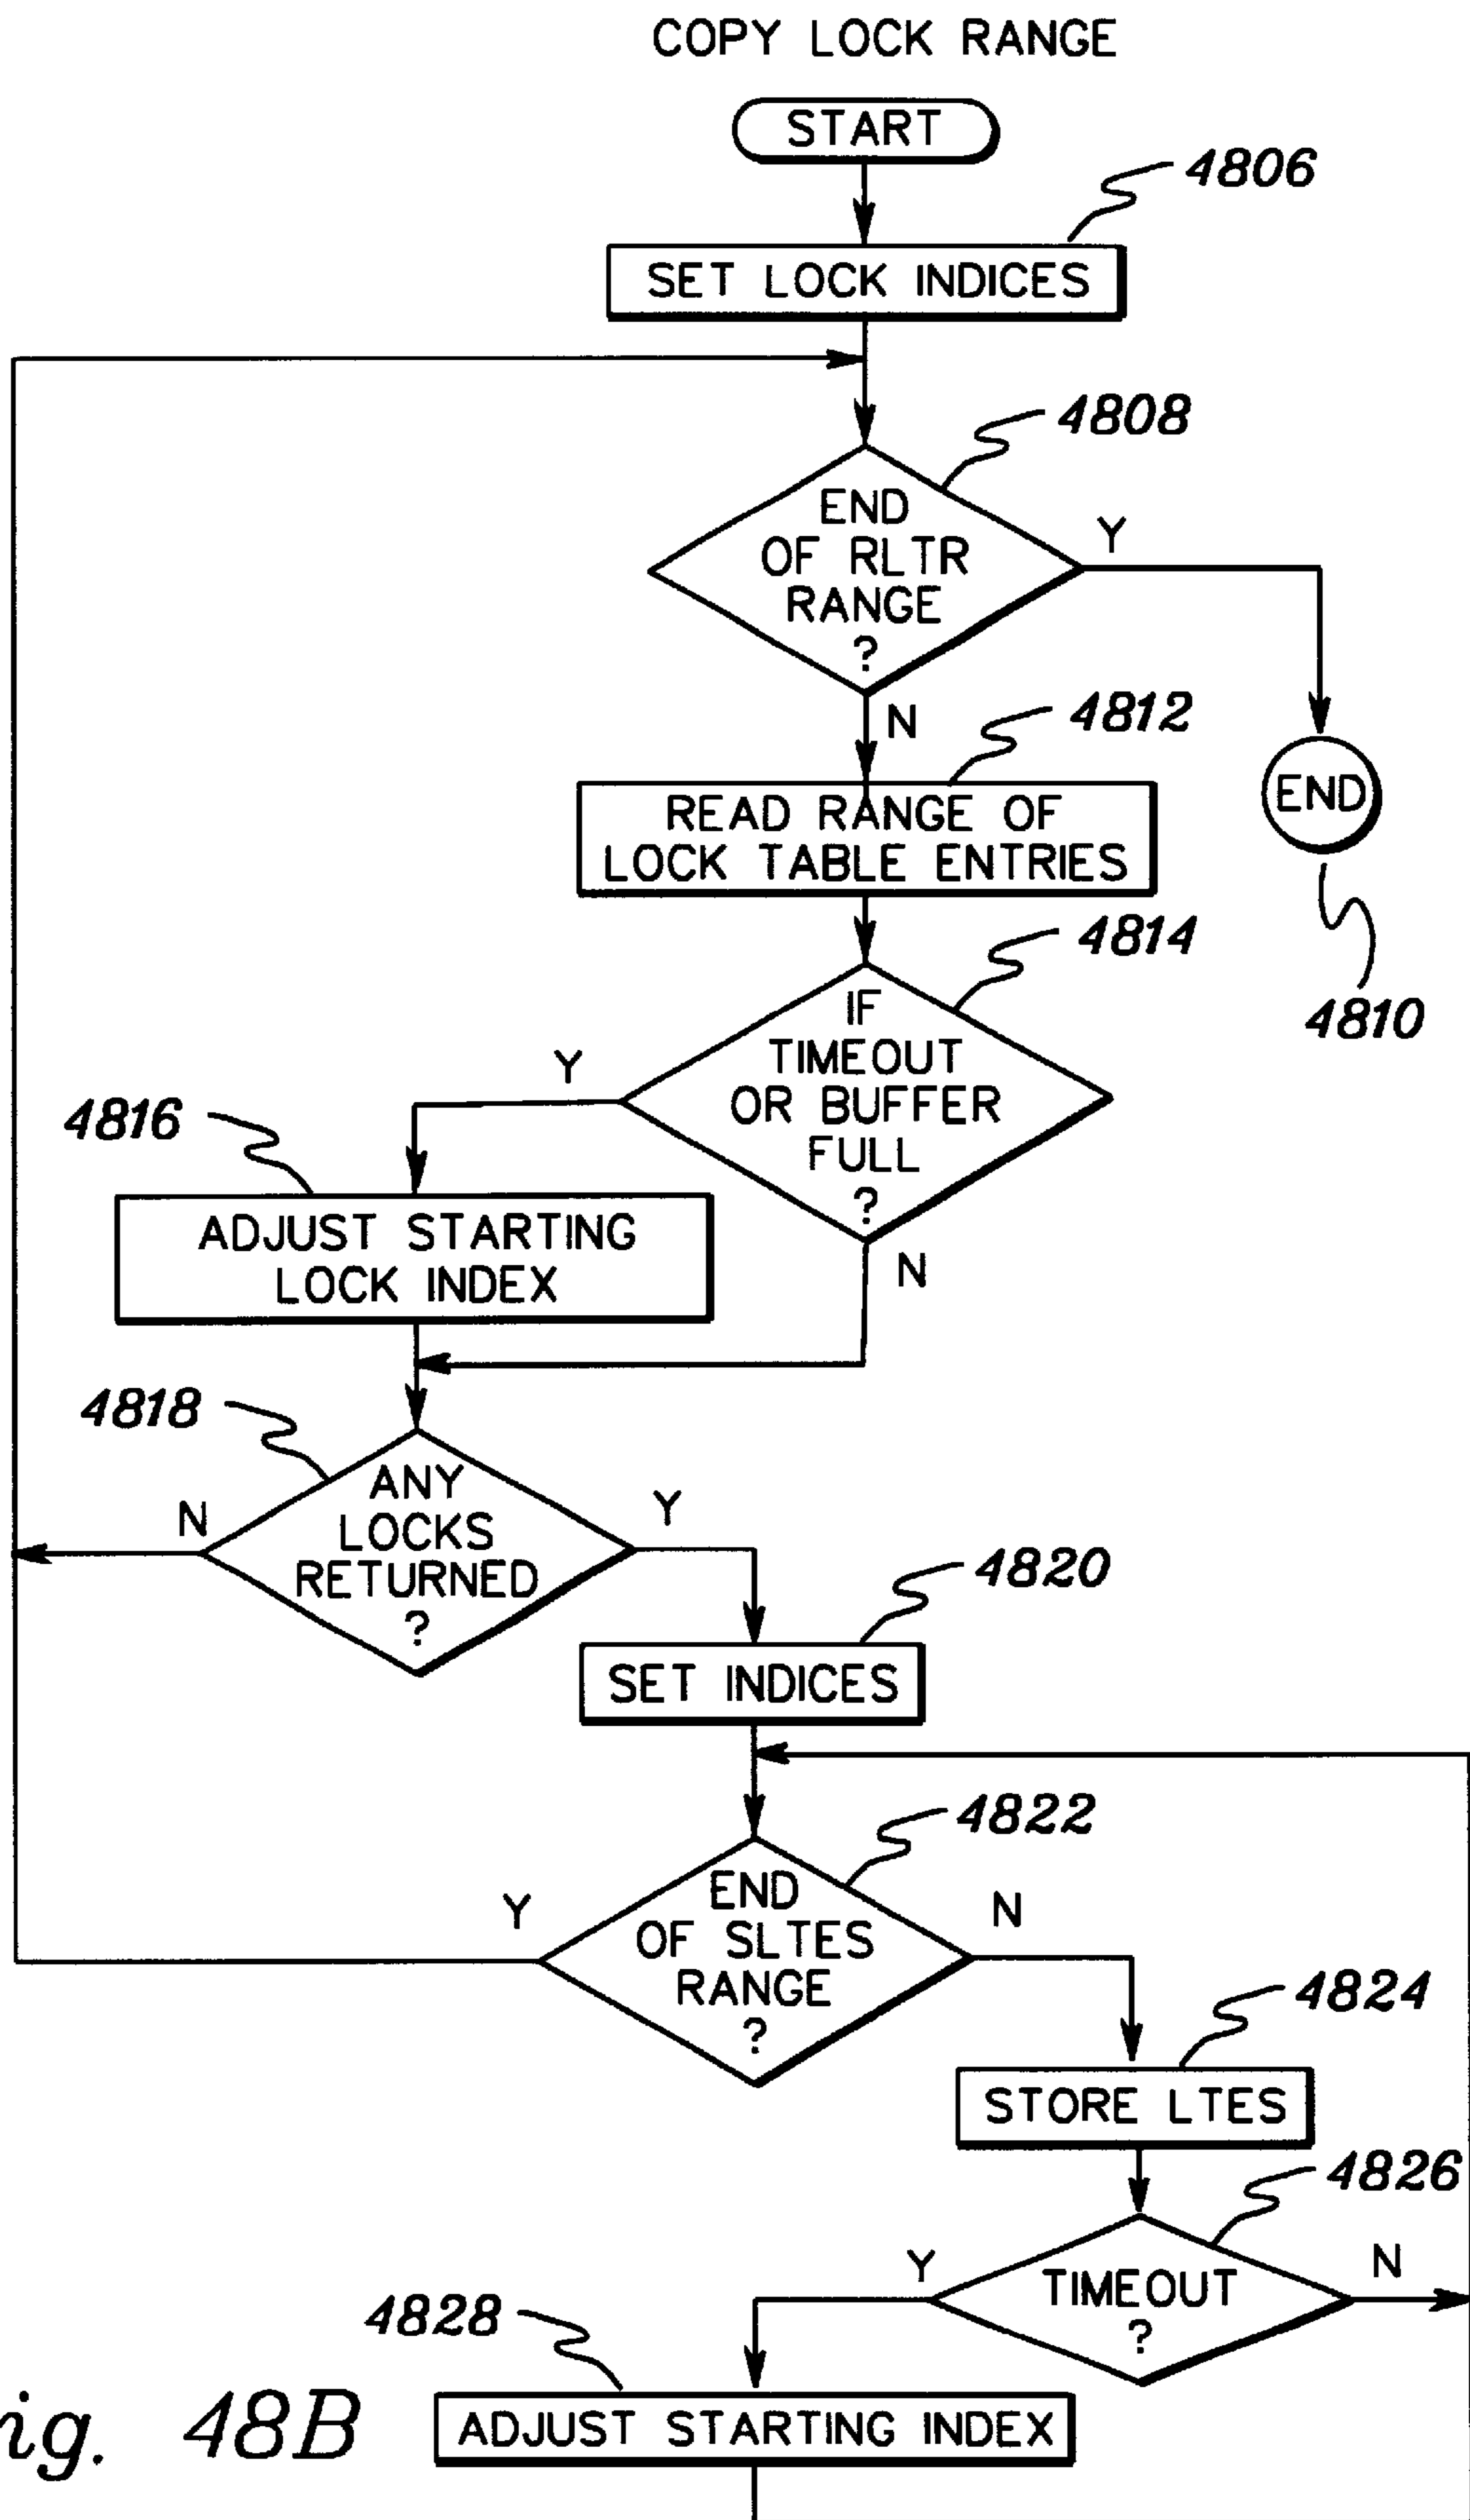 COPY LOCK RANGE
START
4806
SET LOCK INDICES
4808
END
OF RLTR
RANGE
?
Y
N
4812
READ RANGE OF
LOCK TABLE ENTRIES
END
4810
4814
IF
TIMEOUT
OR BUFFER
FULL
?
Y
N
4816
ADJUST STARTING
LOCK INDEX
4818
ANY
LOCKS
RETURNED
?
N
Y
4820
SET INDICES
4822
END
OF SLTES
RANGE
?
Y
N
4824
STORE LTES
4826
TIMEOUT
?
Y
N
4828
ADJUST STARTING INDEX
ig. 48B